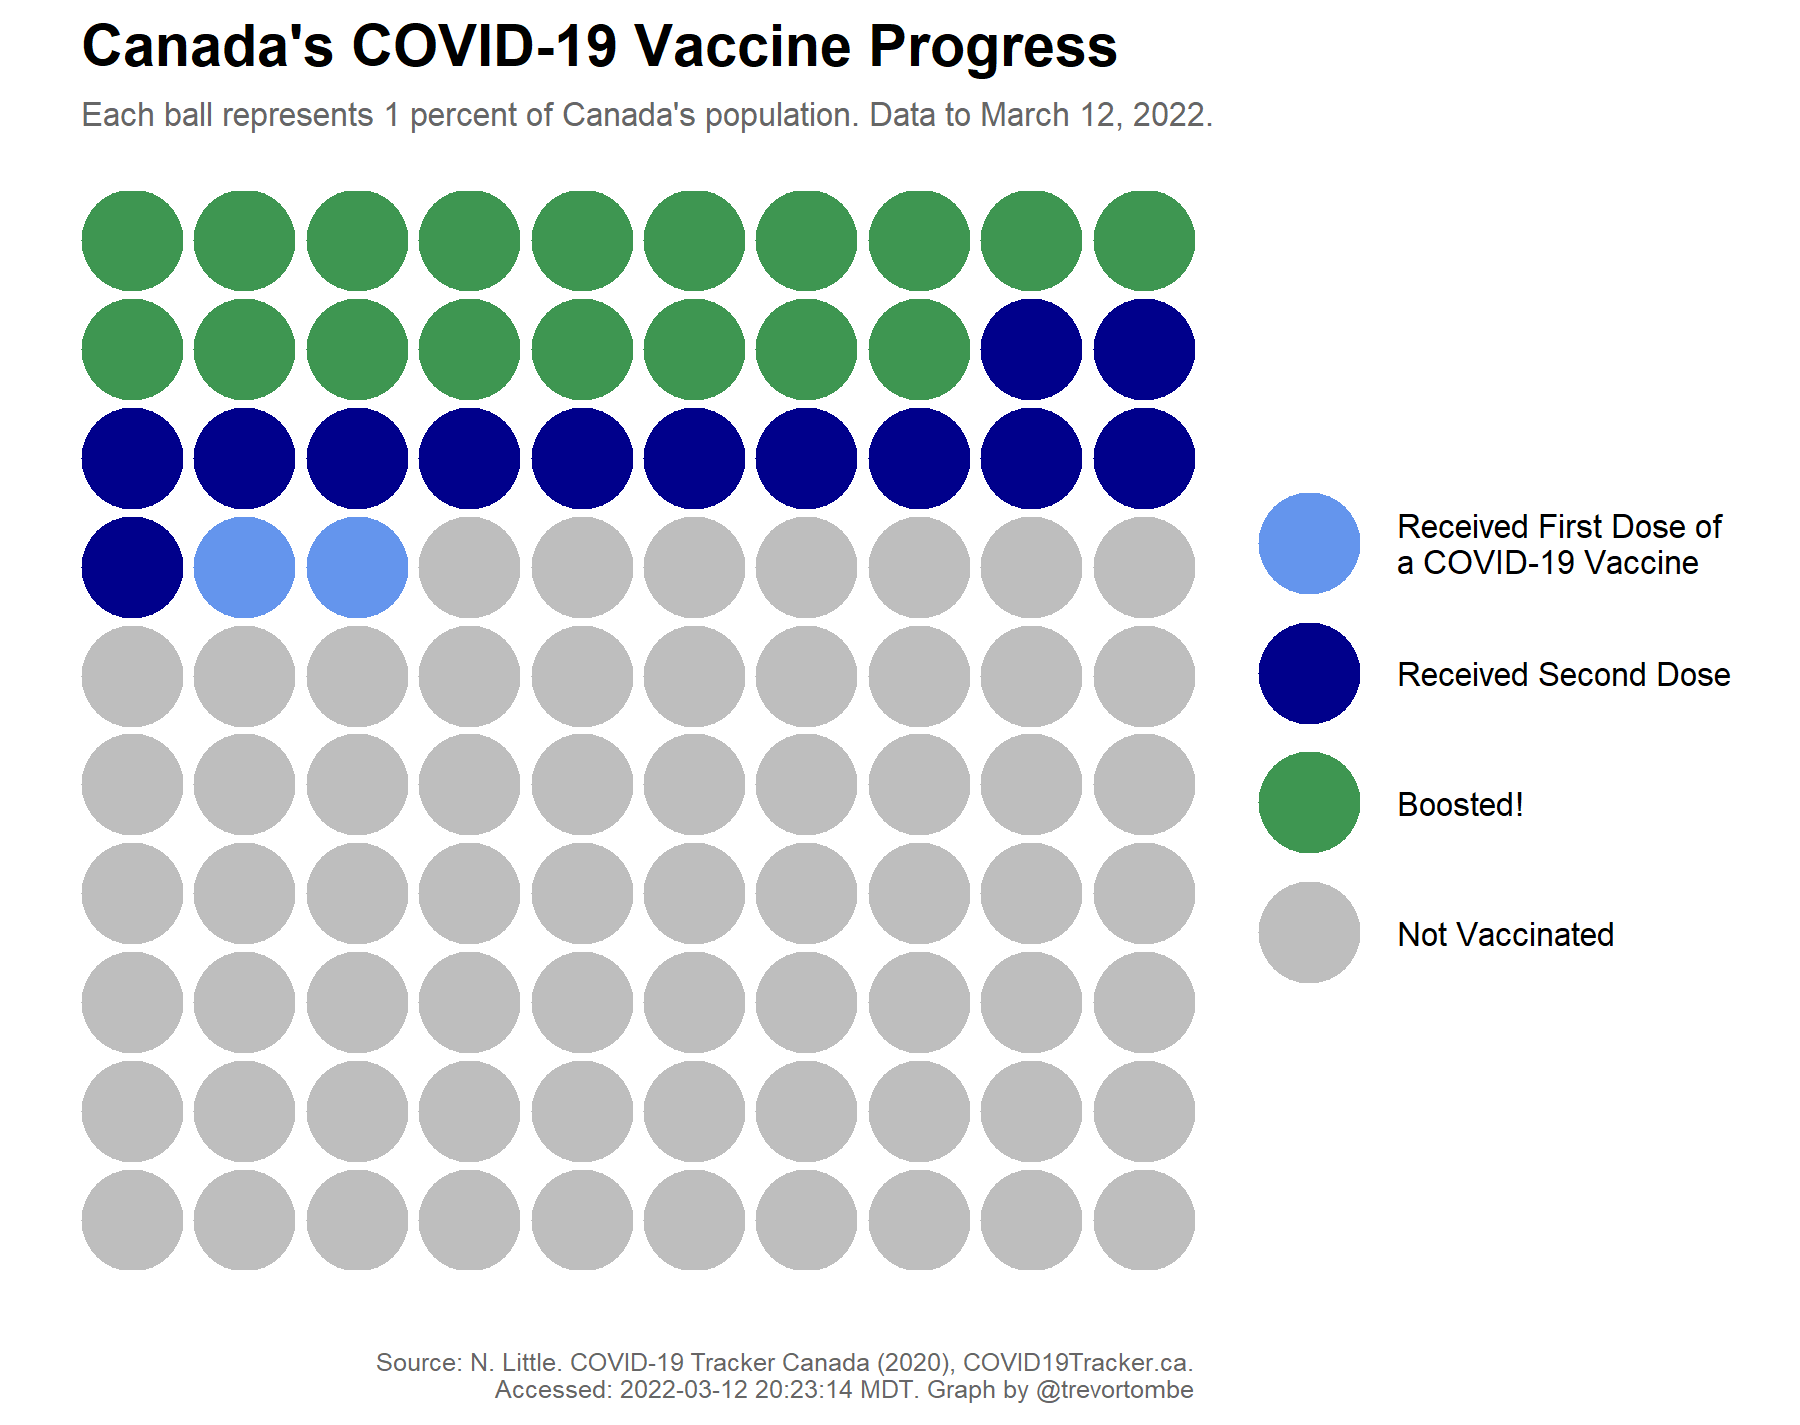 Canada's COVID-19 Vaccine Progress
Each ball represents 1 percent of Canada's population. Data to March 12, 2022.
Received First Dose of
a COVID-19 Vaccine
Received Second Dose
Boosted!
Not Vaccinated
Source: N. Little. COVID-19 Tracker Canada (2020), COVID19Tracker.ca.
Accessed: 2022-03-12 20:23:14 MDT. Graph by @trevortombe